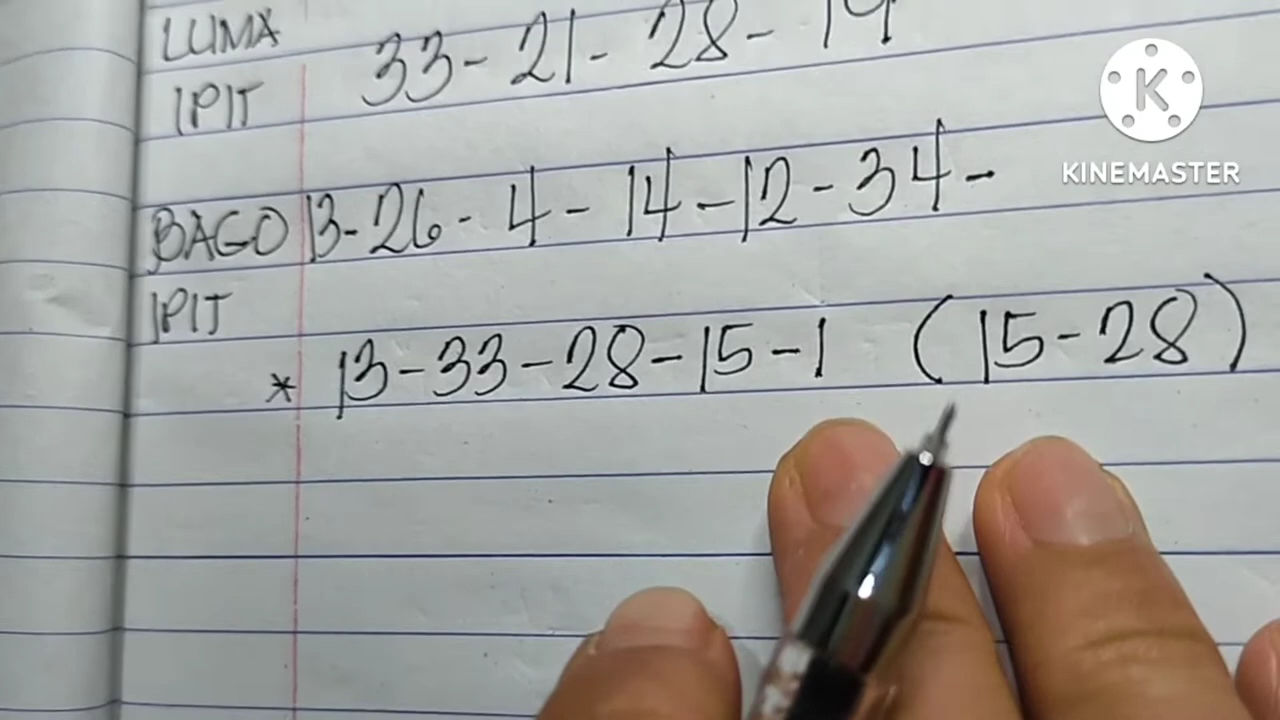 LUMA
33-21-28-19
IPIT
BAGO 13-26-4-14-12-34-
IPIT
* 13-33-28-15-1 (15-28)
K
KINEMASTER